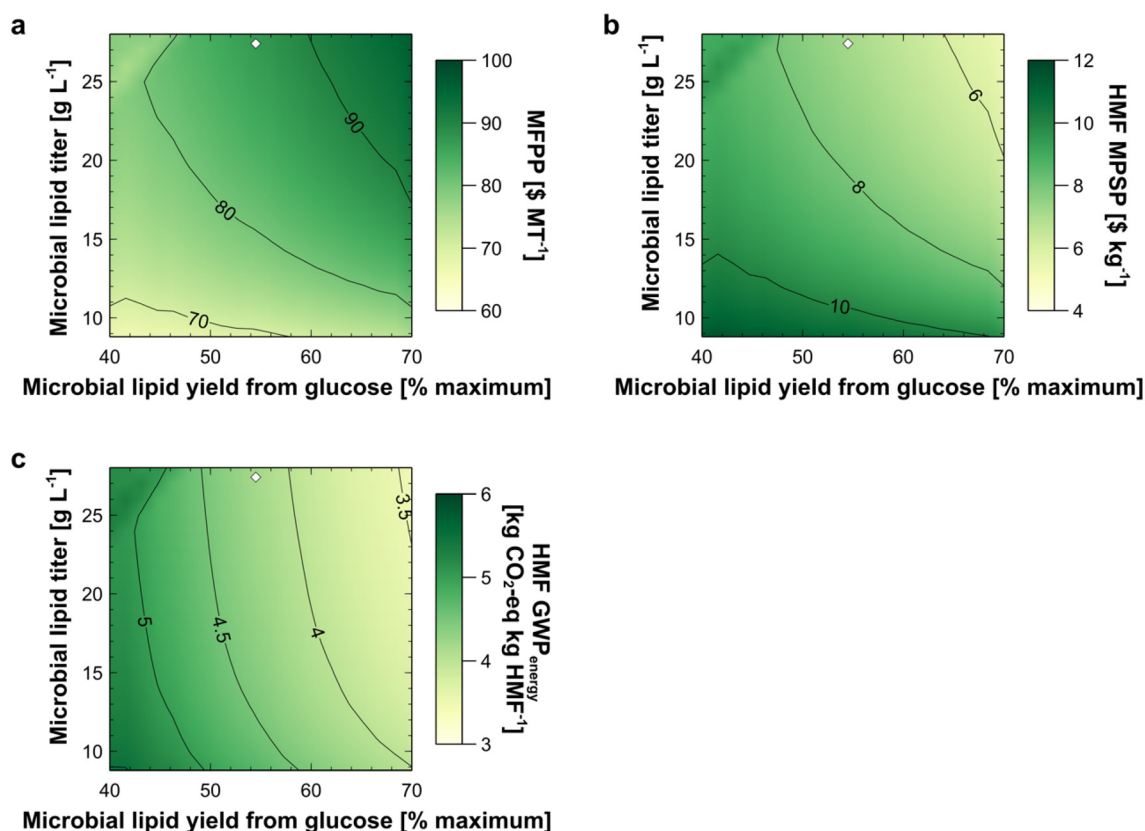 a
Microbial lipid titer [g L⁻¹]
25
20
15
10
90
80
70
40 50 60 70
Microbial lipid yield from glucose [% maximum]
100
90
80
70
60
MFPP [$ MT⁻¹]
b
Microbial lipid titer [g L⁻¹]
25
20
15
10
6
8
10
40 50 60 70
Microbial lipid yield from glucose [% maximum]
12
10
8
6
4
HMF MPSP [$ kg⁻¹]
c
Microbial lipid titer [g L⁻¹]
25
20
15
10
3.5
5
4.5
4
40 50 60 70
Microbial lipid yield from glucose [% maximum]
6
5
4
3
HMF GWPenergy
[kg CO₂-eq kg HMF⁻¹]